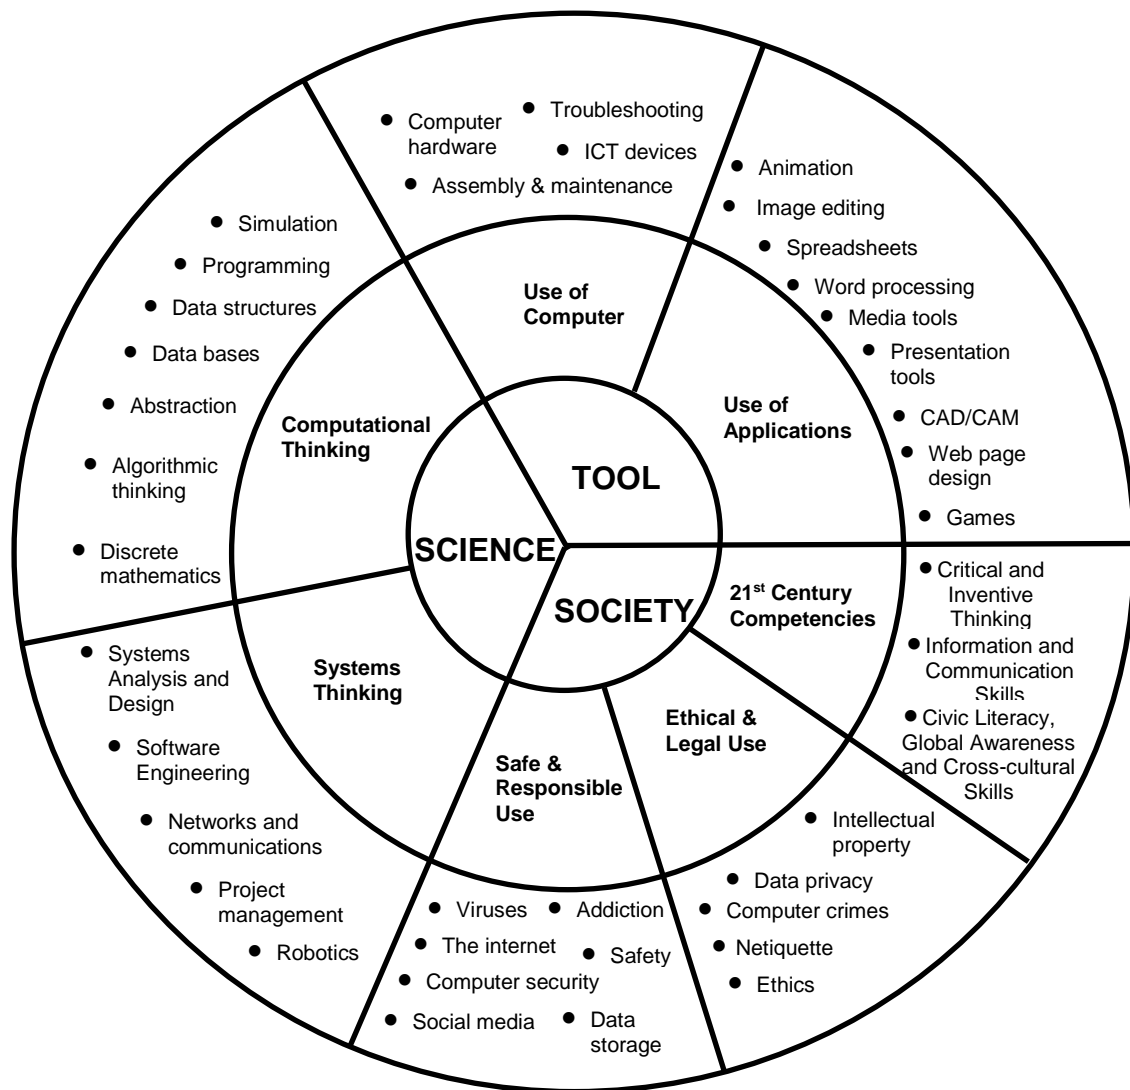 TOOL
SCIENCE
SOCIETY
Use of
Computer
• Computer
hardware
• Troubleshooting
• ICT devices
• Assembly & maintenance
Use of
Applications
• Animation
• Image editing
• Spreadsheets
• Word processing
• Media tools
• Presentation
tools
• CAD/CAM
• Web page
design
• Games
21st Century
Competencies
• Critical and
Inventive
Thinking
• Information and
Communication
Skills
• Civic Literacy,
Global Awareness
and Cross-cultural
Skills
Ethical &
Legal Use
• Intellectual
property
• Data privacy
• Computer crimes
• Netiquette
• Ethics
Safe &
Responsible
Use
• Viruses
• Addiction
• The internet
• Safety
• Computer security
• Social media
• Data
storage
Systems
Thinking
• Systems
Analysis and
Design
• Software
Engineering
• Networks and
communications
• Project
management
• Robotics
Computational
Thinking
• Simulation
• Programming
• Data structures
• Data bases
• Abstraction
• Algorithmic
thinking
• Discrete
mathematics